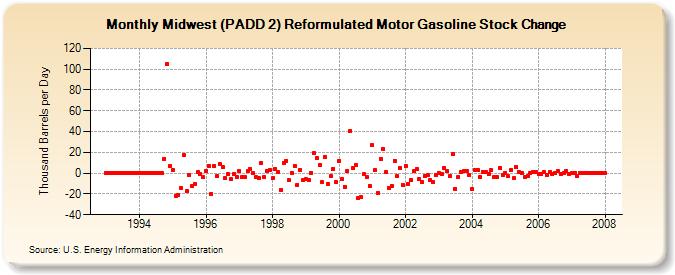 Monthly Midwest (PADD 2) Reformulated Motor Gasoline Stock Change
Thousand Barrels per Day
120
100
80
60
40
20
0
-20
-40
1994 1996 1998 2000 2002 2004 2006 2008
Source: U.S. Energy Information Administration